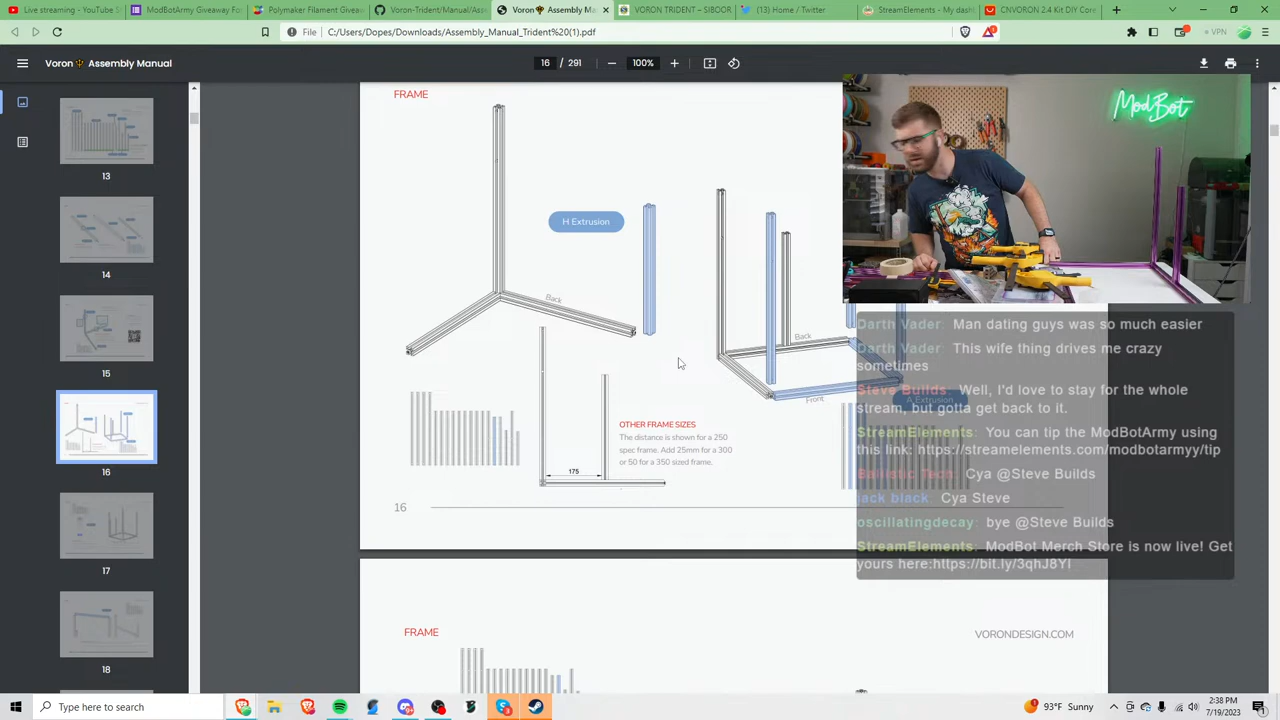 Live streaming
ModBotArmy Giveaway F
Polymaker Filament Givea
Voron-Trident/Manual/Ass
Voron Assembly Ma
VORON TRIDENT – SIBOOR
(13) Home / Twitter
StreamElements - My dash
CNVORON 2.4 Kit DIY Core
File C:/Users/Dopes/Downloads/Assembly_Manual_Trident%20(1).pdf
VPN
Voron Assembly Manual
16 / 291
100%
FRAME
ModBot
H Extrusion
Back
Back
Front
A Extrusion
175
OTHER FRAME SIZES
The distance is shown for a 250
spec frame. Add 25mm for a 300
or 50 for a 350 sized frame.
16
13
14
15
16
17
18
Darth Vader: Man dating guys was so much easier
Darth Vader: This wife thing drives me crazy
sometimes
Steve Builds: Well, I'd love to stay for the whole
stream, but gotta get back to it.
StreamElements: You can tip the ModBotArmy using
this link: https://streamelements.com/modbotarmyy/tip
Ballistic Tech: Cya @Steve Builds
jack black: Cya Steve
oscillatingdecay: bye @Steve Builds
StreamElements: ModBot Merch Store is now live! Get
yours here:https://bit.ly/3qhJ8YI
FRAME
VORONDESIGN.COM
Type here to search
93°F Sunny
2:38 PM
7/19/2023